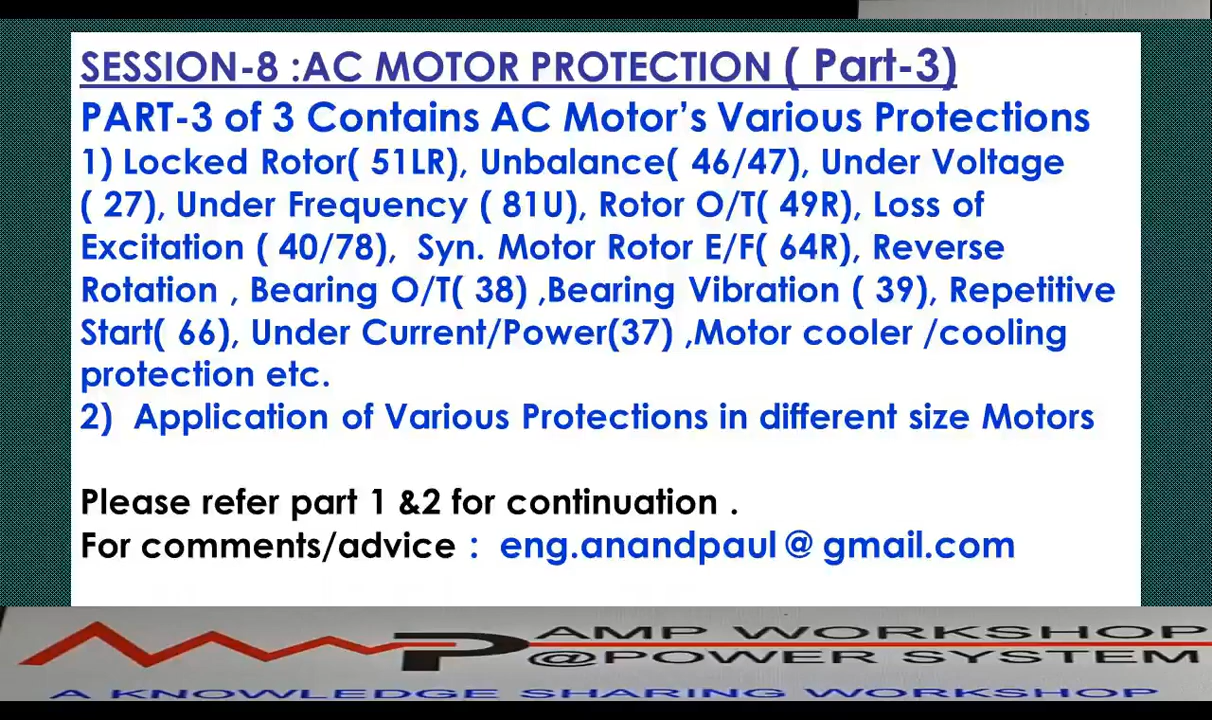 SESSION-8 :AC MOTOR PROTECTION ( Part-3)
PART-3 of 3 Contains AC Motor's Various Protections
1) Locked Rotor( 51LR), Unbalance( 46/47), Under Voltage
( 27), Under Frequency ( 81U), Rotor O/T( 49R), Loss of
Excitation ( 40/78), Syn. Motor Rotor E/F( 64R), Reverse
Rotation , Bearing O/T( 38) ,Bearing Vibration ( 39), Repetitive
Start( 66), Under Current/Power(37) ,Motor cooler /cooling
protection etc.
2) Application of Various Protections in different size Motors
Please refer part 1 &2 for continuation .
For comments/advice : eng.anandpaul@gmail.com
P AMP WORKSHOP
@POWER SYSTEM
A KNOWLEDGE SHARING WORKSHOP